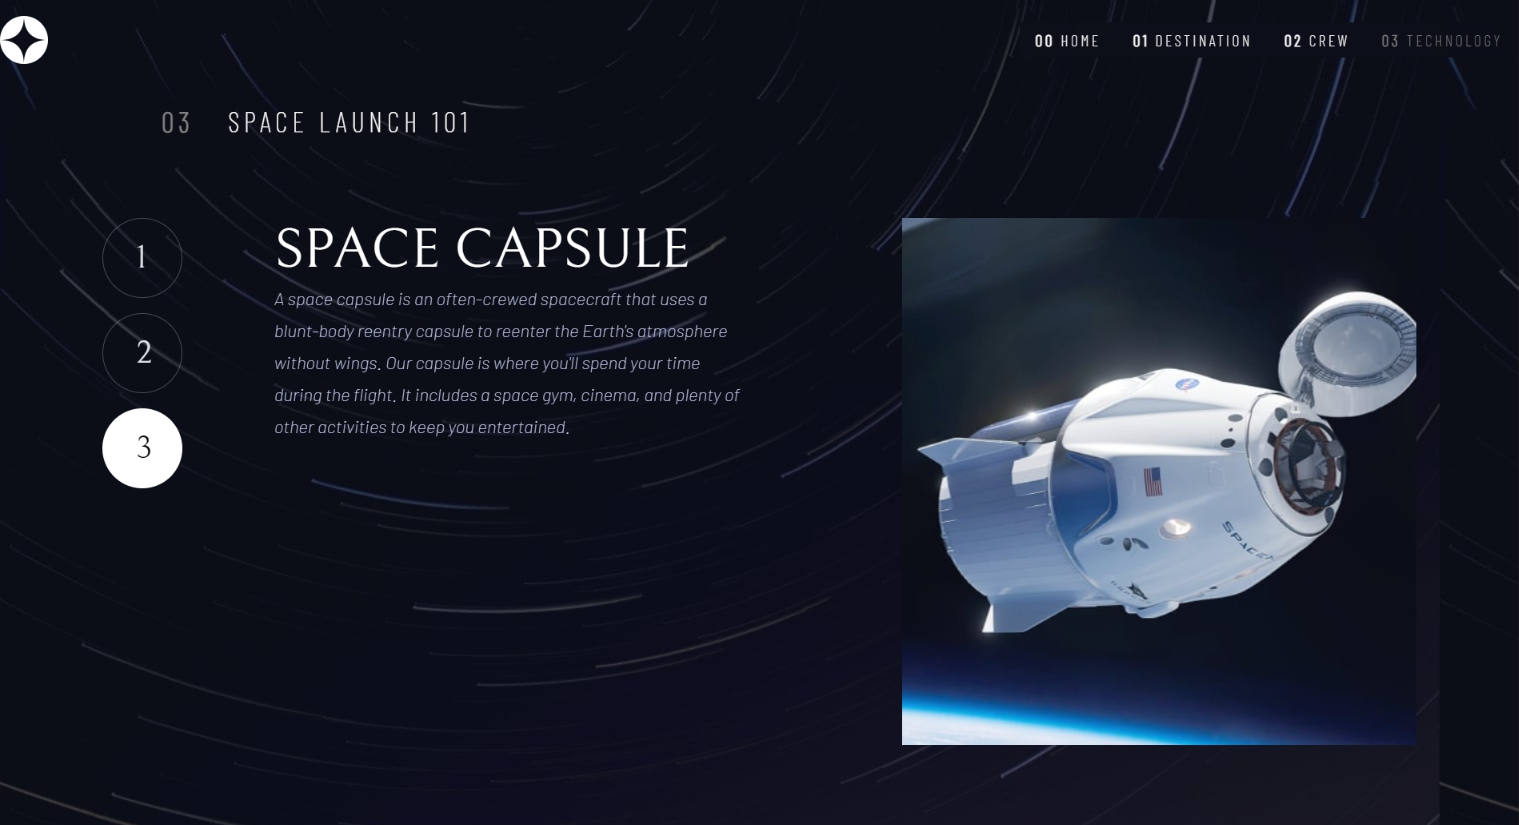 00 HOME 01 DESTINATION 02 CREW 03 TECHNOLOGY
03 SPACE LAUNCH 101
1
SPACE CAPSULE
A space capsule is an often-crewed spacecraft that uses a
blunt-body reentry capsule to reenter the Earth's atmosphere
2
without wings. Our capsule is where you'll spend your time
during the flight. It includes a space gym, cinema, and plenty of
other activities to keep you entertained.
3
SPACEX